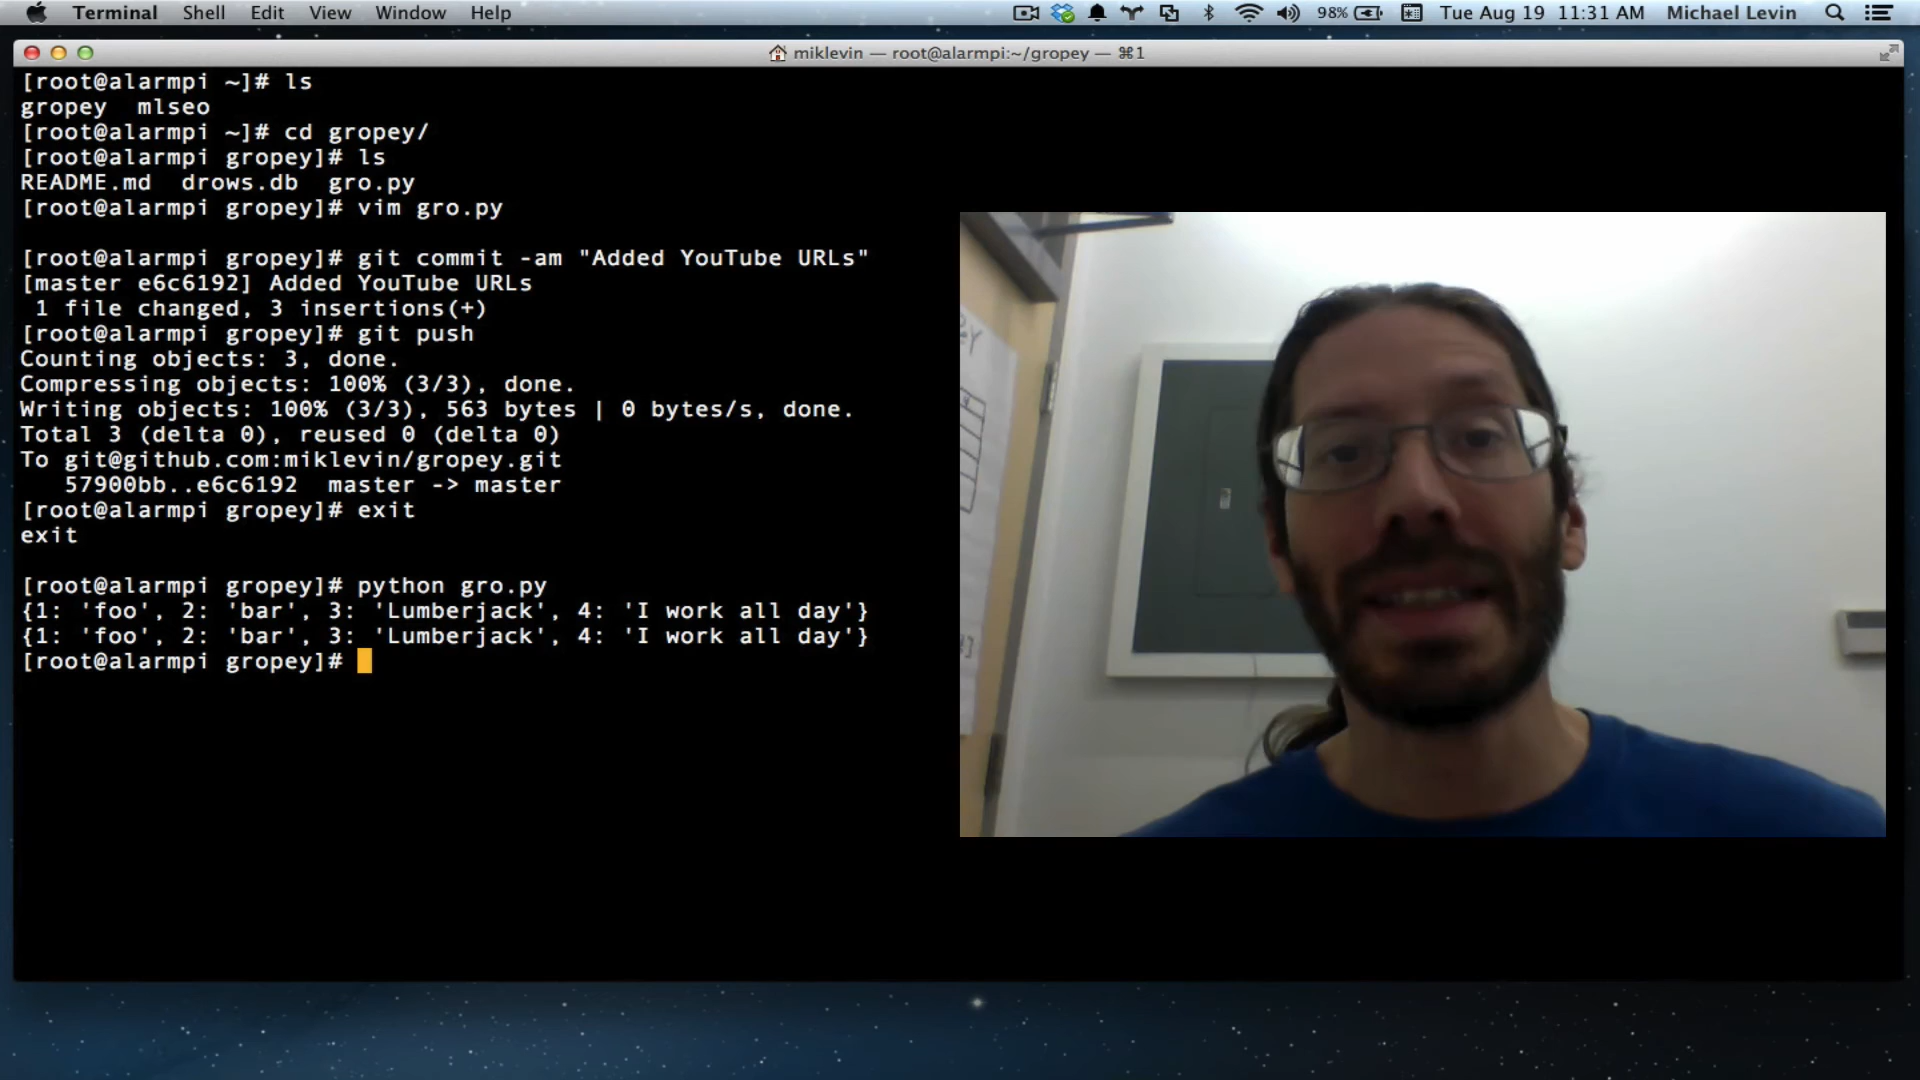 Terminal Shell Edit View Window Help 98% Tue Aug 19 11:31 AM Michael Levin
miklevin — root@alarmpi:~/gropey — ⌘1
[root@alarmpi ~]# ls
gropey  mlseo
[root@alarmpi ~]# cd gropey/
[root@alarmpi gropey]# ls
README.md  drows.db  gro.py
[root@alarmpi gropey]# vim gro.py
[root@alarmpi gropey]# git commit -am "Added YouTube URLs"
[master e6c6192] Added YouTube URLs
 1 file changed, 3 insertions(+)
[root@alarmpi gropey]# git push
Counting objects: 3, done.
Compressing objects: 100% (3/3), done.
Writing objects: 100% (3/3), 563 bytes | 0 bytes/s, done.
Total 3 (delta 0), reused 0 (delta 0)
To git@github.com:miklevin/gropey.git
   57900bb..e6c6192  master -> master
[root@alarmpi gropey]# exit
exit
[root@alarmpi gropey]# python gro.py
{1: 'foo', 2: 'bar', 3: 'Lumberjack', 4: 'I work all day'}
{1: 'foo', 2: 'bar', 3: 'Lumberjack', 4: 'I work all day'}
[root@alarmpi gropey]#